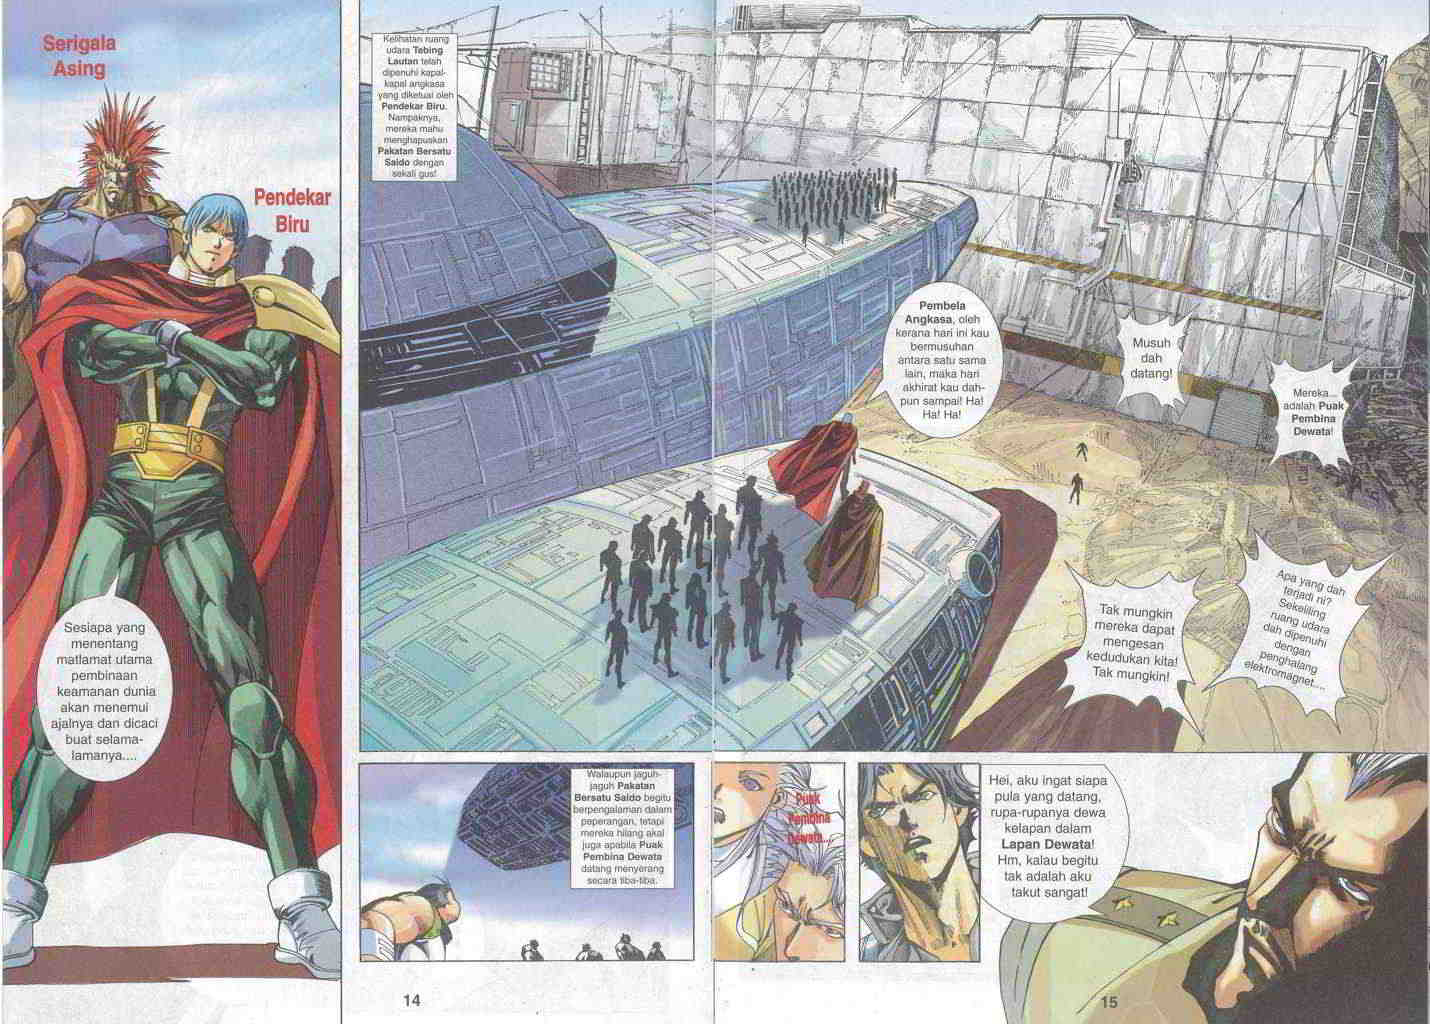 Serigala
Asing
Pendekar
Biru
Sesiapa yang
menentang
matlamat utama
pembinaan
keamanan dunia
akan menemui
ajalnya dan dicaci
buat selama-
lamanya....
Kelihatan ruang
udara Tebing
Lautan telah
dipenuhi kapal-
kapal angkasa
yang diketuai oleh
Pendekar Biru.
Nampaknya,
mereka mahu
menghapuskan
Pakatan Bersatu
Saido dengan
sekali gus!
Pembela
Angkasa, oleh
kerana hari ini kau
bermusuhan
antara satu sama
lain, maka hari
akhirat kau dah-
pun sampai! Ha!
Ha! Ha!
Musuh
dah
datang!
Mereka...
adalah Puak
Pembina
Dewata!
Tak mungkin
mereka dapat
mengesan
kedudukan kita!
Tak mungkin!
Apa yang dah
terjadi ni?
Sekeliling
ruang udara
dah dipenuhi
dengan
penghalang
elektromagnet....
Walaupun jaguh-
jaguh Pakatan
Bersatu Saido begitu
berpengalaman dalam
peperangan, tetapi
mereka hilang akal
juga apabila Puak
Pembina Dewata
datang menyerang
secara tiba-tiba.
Puak
Pembina
Dewata....
Hei, aku ingat siapa
pula yang datang,
rupa-rupanya dewa
kelapan dalam
Lapan Dewata!
Hm, kalau begitu
tak adalah aku
takut sangat!
14
15